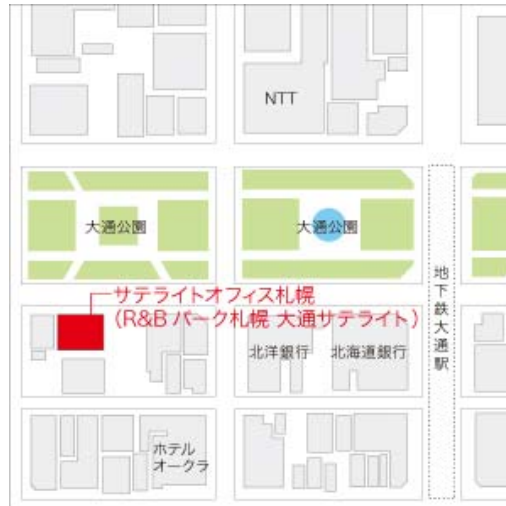 NTT
大通公園
大通公園
サテライトオフィス札幌
（R&B パーク札幌 大通サテライト）
地下鉄大通駅
北洋銀行
北海道銀行
ホテル
オークラ